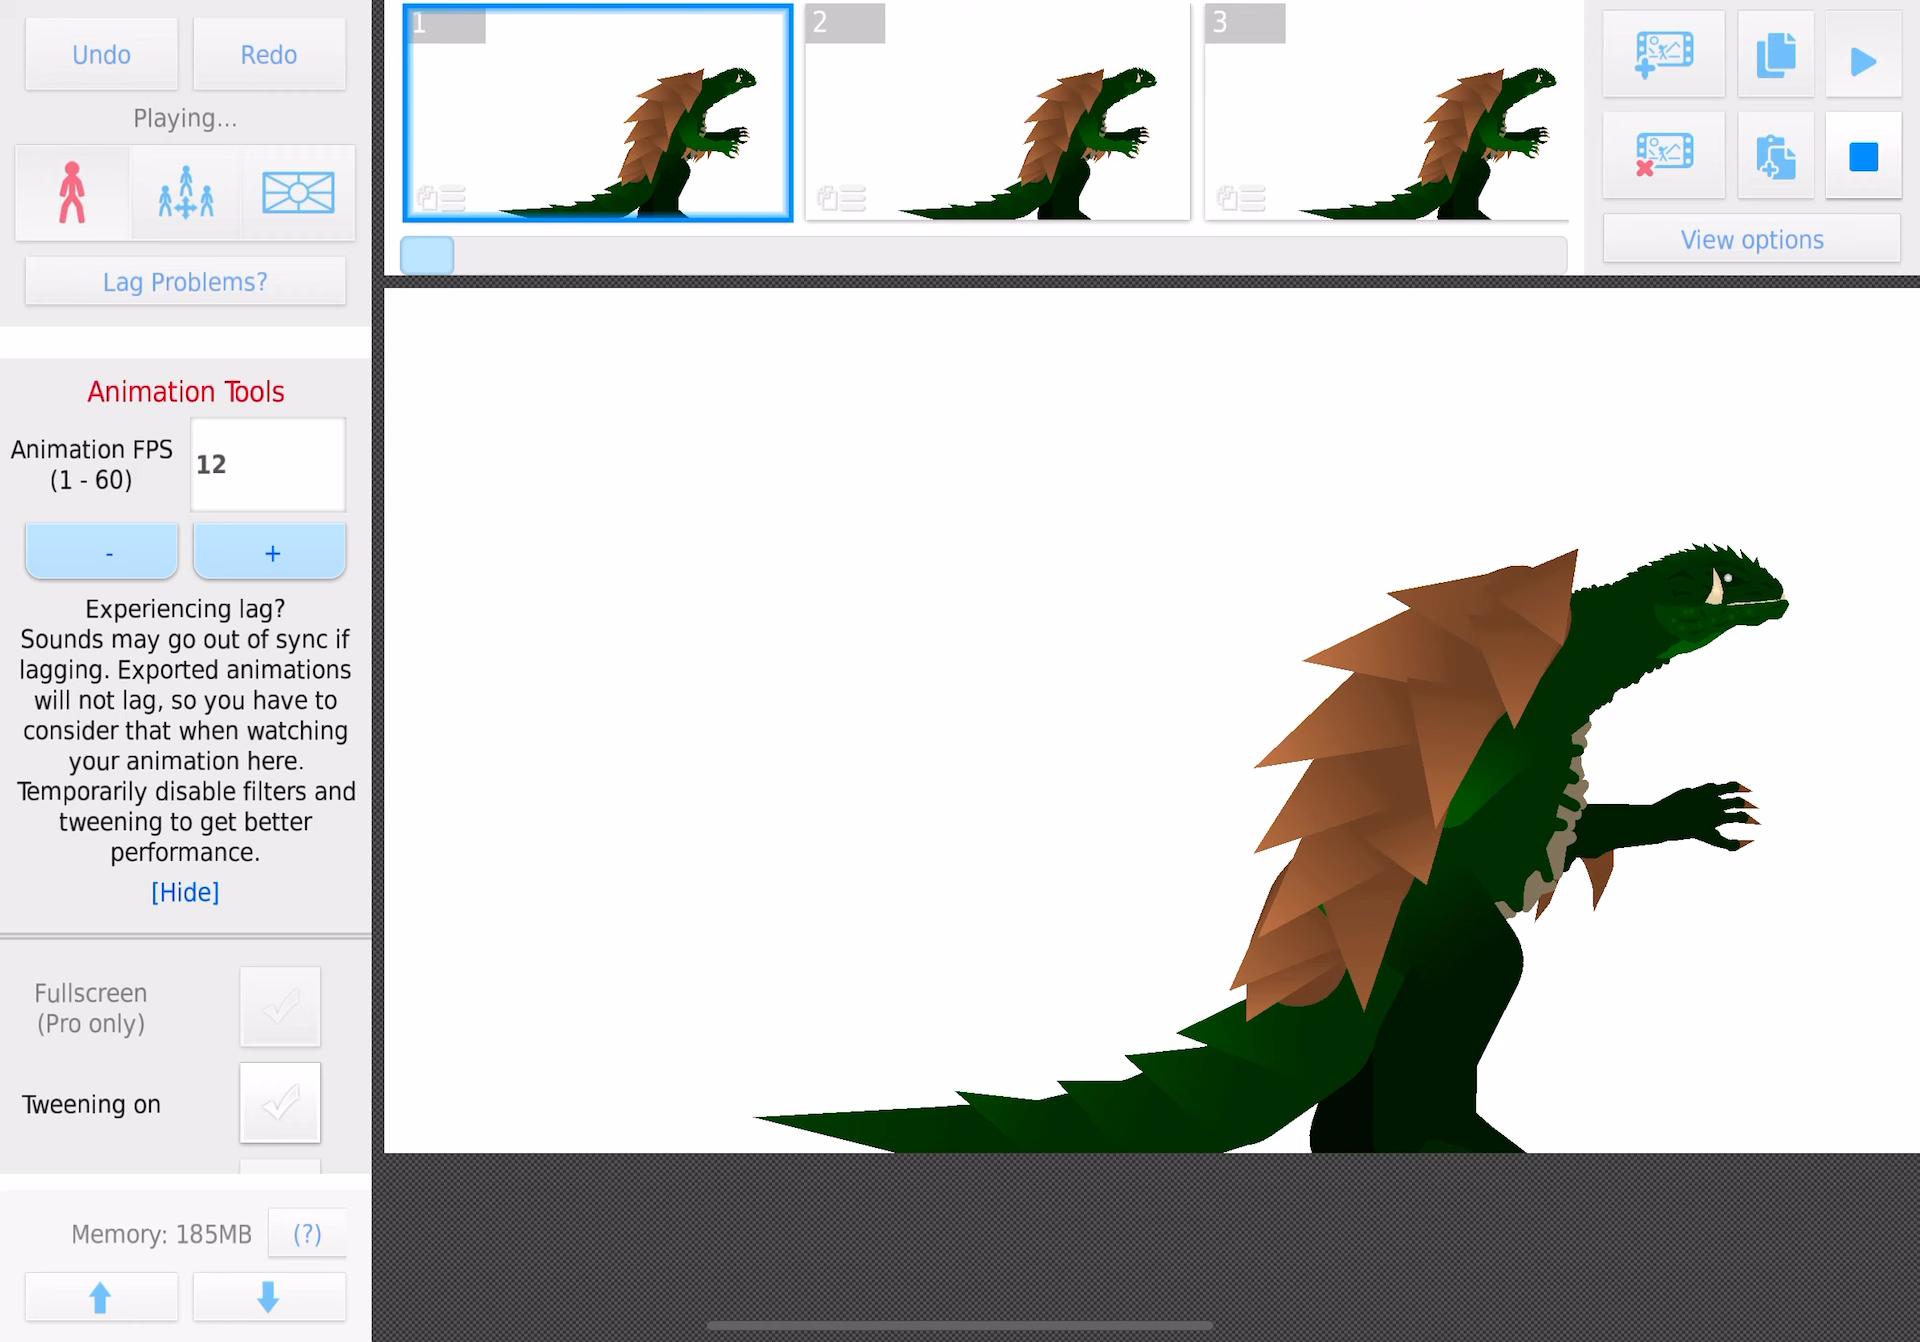 Undo
Redo
Playing...
Lag Problems?
1
2
3
View options
Animation Tools
Animation FPS
(1 - 60)
12
-
+
Experiencing lag?
Sounds may go out of sync if
lagging. Exported animations
will not lag, so you have to
consider that when watching
your animation here.
Temporarily disable filters and
tweening to get better
performance.
[Hide]
Fullscreen
(Pro only)
Tweening on
Memory: 185MB
(?)